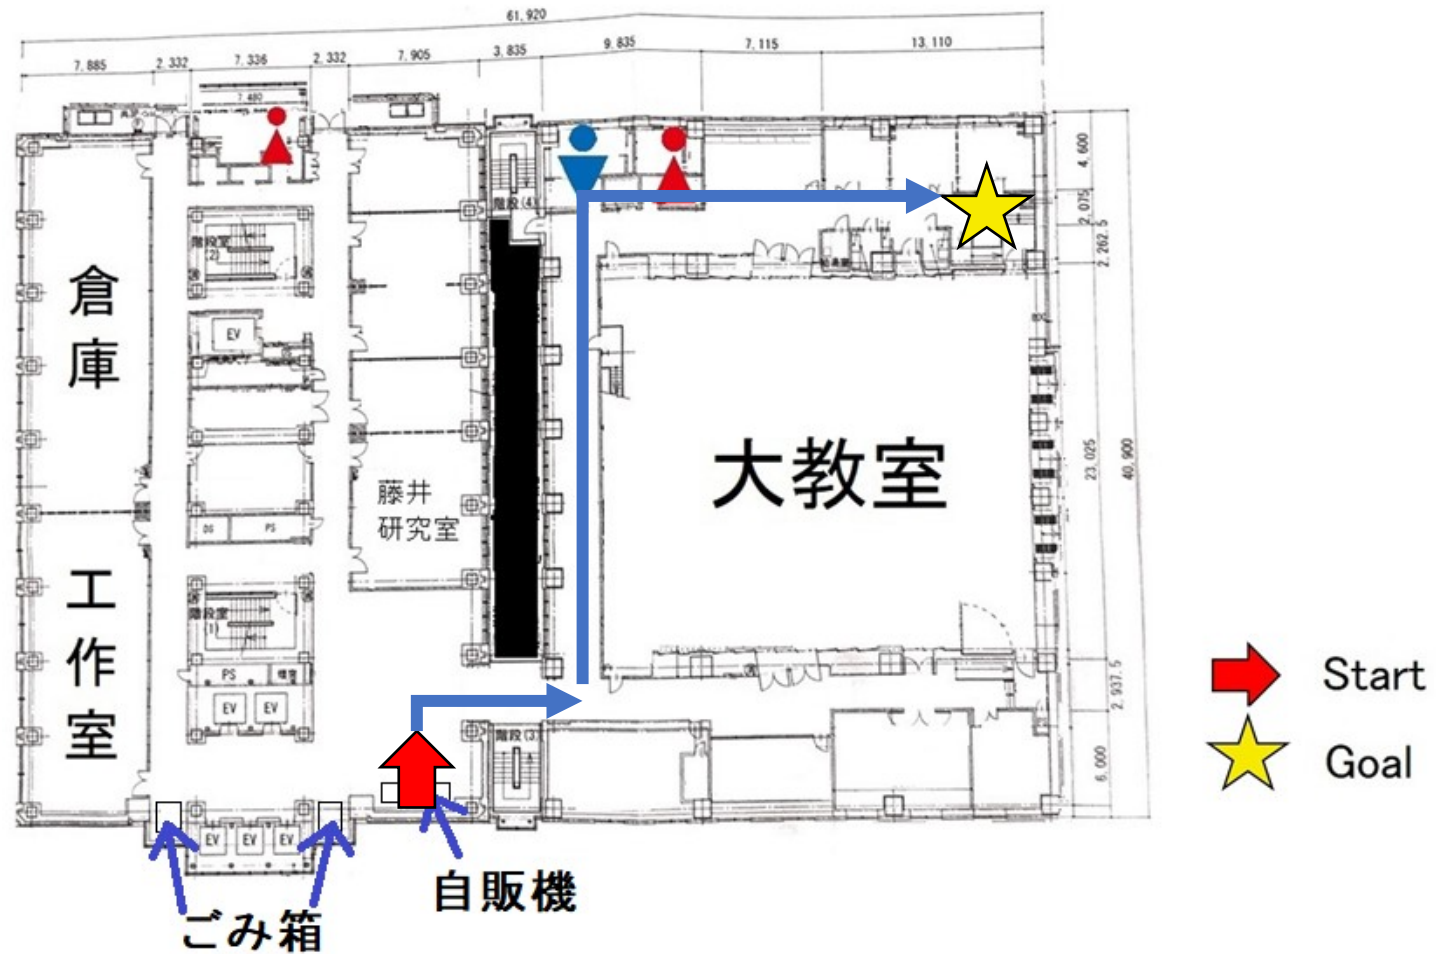 61,920
7,885
2,332
7,336
2,332
7,905
3,835
9,835
7,115
13,110
7,480
4,600
2,075
2,262.5
階段(4)
階段室
(2)
倉
庫
EV
大教室
23,025
40,900
藤井
研究室
DS
PS
工
作
室
階段室
(1)
PS
EV
EV
2,937.5
階段(3)
6,000
Start
Goal
EV
EV
EV
自販機
ごみ箱